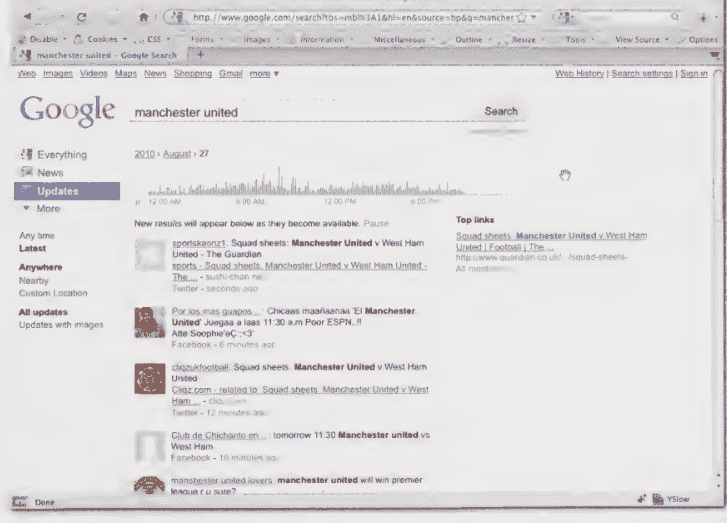 http://www.google.com/search?tbs=mbl%3A1&hl=en&source=hp&q=manches
Disable Cookies CSS Forms Images Information Miscellaneous Outline Resize Tools View Source Options
manchester united - Google Search
Web Images Videos Maps News Shopping Gmail more ▼ Web History | Search settings | Sign in
Google manchester united Search
Everything
News
Updates
More
Any time
Latest
Anywhere
Nearby
Custom Location
All updates
Updates with images
2010 › August › 27
« 12:00 AM 6:00 AM 12:00 PM 6:00
New results will appear below as they become available. Pause
sportskaonz1. Squad sheets: Manchester United v West Ham
United - The Guardian
sports - Squad sheets. Manchester United v West Ham United -
The ... - sushi-chan
Twitter - seconds ago
Por los mas guapos ... : Chicaas maañaanaa 'El Manchester
United' Juegaa a laas 11:30 a.m Poor ESPN..!!
Atte:
Facebook - 6 minutes ago
cliqzukfootball. Squad sheets: Manchester United v West Ham
United
Cliqz.com - related to Squad sheets: Manchester United v West
Ham ...
Twitter - 12 minutes ago
Club de Chicharito en ... : tomorrow 11:30 Manchester united vs
West Ham
Facebook - 16 minutes ago
manshester united lovers manchester united will win premier
league r u sure?
Top links
Squad sheets: Manchester United v West Ham
United | Football | The ...
http://www.guardian.co.uk/.../squad-sheets-
All
Done YSlow